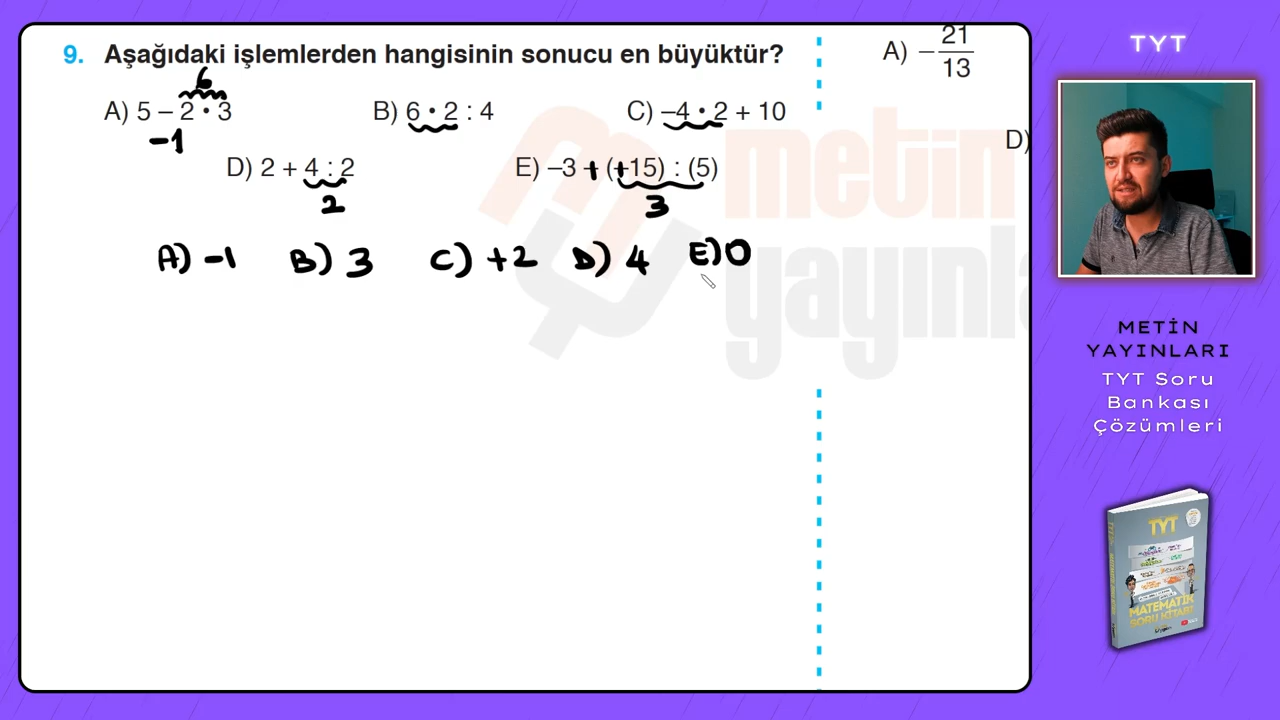 9. Aşağıdaki işlemlerden hangisinin sonucu en büyüktür?
6
A) 5 – 2 • 3 B) 6 • 2 : 4 C) –4 • 2 + 10
–1
D) 2 + 4 : 2 E) –3 + (+15) : (5)
2 3
A) -1 B) 3 C) +2 D) 4 E) 0
metin
yayınla
A) –21/13
D)
TYT
METİN
YAYINLARI
TYT Soru
Bankası
Çözümleri
TYT
MATEMATİK
SORU KİTABI